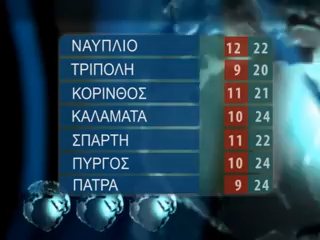 ΝΑΥΠΛΙΟ 12 22
ΤΡΙΠΟΛΗ 9 20
ΚΟΡΙΝΘΟΣ 11 21
ΚΑΛΑΜΑΤΑ 10 24
ΣΠΑΡΤΗ 11 22
ΠΥΡΓΟΣ 10 24
ΠΑΤΡΑ 9 24